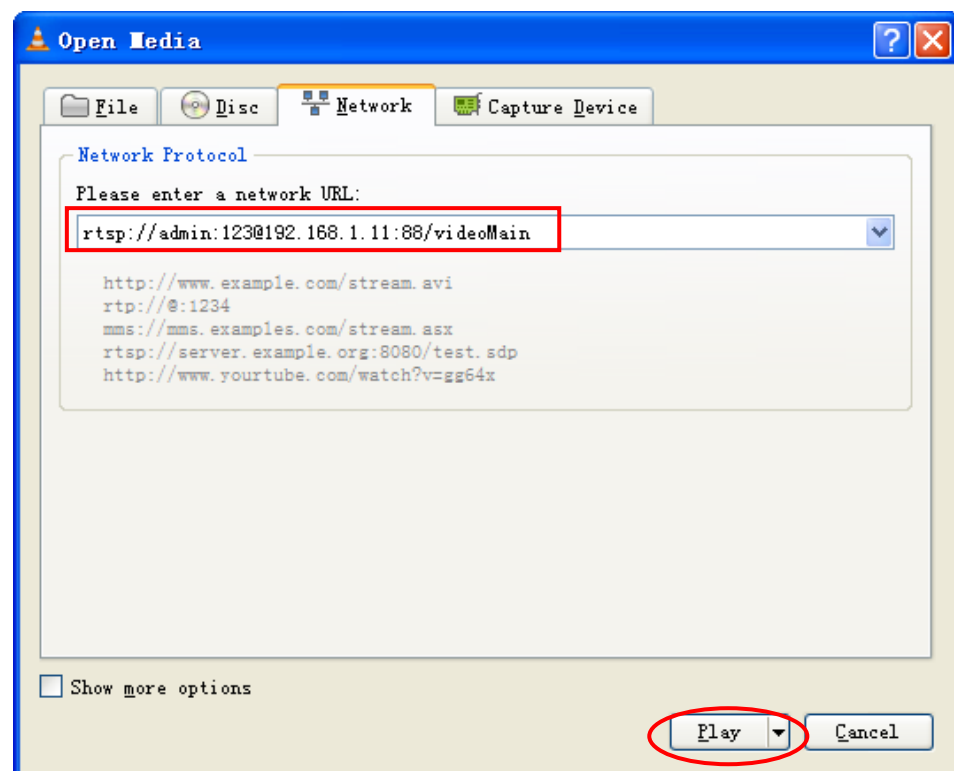 Open Media
File Disc Network Capture Device
Network Protocol
Please enter a network URL:
rtsp://admin:123@192.168.1.11:88/videoMain
http://www.example.com/stream.avi
rtp://@:1234
mms://mms.examples.com/stream.asx
rtsp://server.example.org:8080/test.sdp
http://www.yourtube.com/watch?v=gg64x
Show more options
Play Cancel